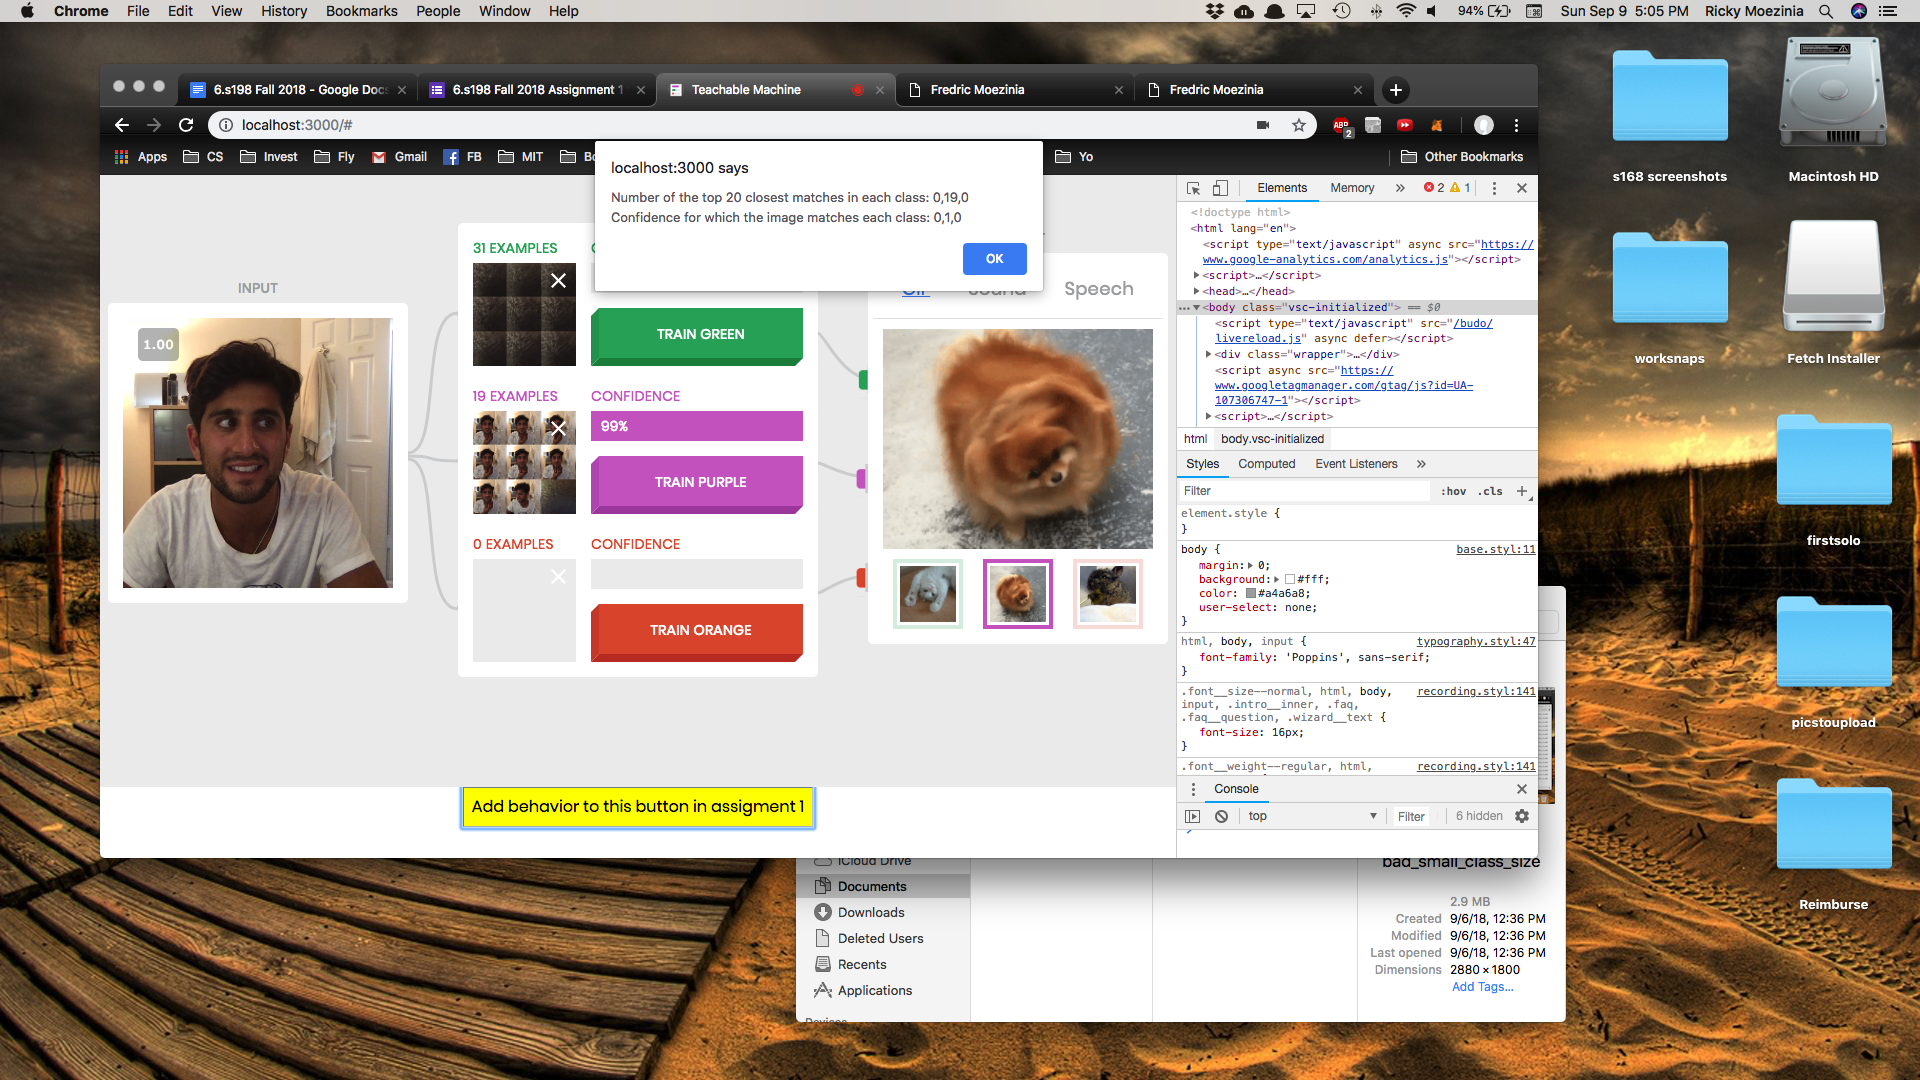 Chrome File Edit View History Bookmarks People Window Help
94% Sun Sep 9 5:05 PM Ricky Moezinia
6.s198 Fall 2018 - Google Docs
6.s198 Fall 2018 Assignment 1
Teachable Machine
Fredric Moezinia
Fredric Moezinia
localhost:3000/#
ABP
2
Apps CS Invest Fly Gmail FB MIT Yo Other Bookmarks
localhost:3000 says
Number of the top 20 closest matches in each class: 0,19,0
Confidence for which the image matches each class: 0,1,0
OK
INPUT
1.00
31 EXAMPLES
TRAIN GREEN
19 EXAMPLES
CONFIDENCE
99%
TRAIN PURPLE
0 EXAMPLES
CONFIDENCE
TRAIN ORANGE
Speech
Add behavior to this button in assigment 1
Elements Memory » 2 1
<!doctype html>
<html lang="en">
<script type="text/javascript" async src="https://
www.google-analytics.com/analytics.js"></script>
<script>…</script>
<head>…</head>
<body class="vsc-initialized"> == $0
<script type="text/javascript" src="/budo/
livereload.js" async defer></script>
<div class="wrapper">…</div>
<script async src="https://
www.googletagmanager.com/gtag/js?id=UA-
107306747-1"></script>
<script>…</script>
html body.vsc-initialized
Styles Computed Event Listeners »
Filter :hov .cls +
element.style {
}
body { base.styl:11
margin: 0;
background: #fff;
color: #a4a6a8;
user-select: none;
}
html, body, input { typography.styl:47
font-family: 'Poppins', sans-serif;
}
.font__size--normal, html, body, recording.styl:141
input, .intro__inner, .faq,
.faq__question, .wizard__text {
font-size: 16px;
}
.font__weight--regular, html, recording.styl:141
Console
top Filter 6 hidden
iCloud Drive
Documents
Downloads
Deleted Users
Recents
Applications
Devices
bad_small_class_size
2.9 MB
Created 9/6/18, 12:36 PM
Modified 9/6/18, 12:36 PM
Last opened 9/6/18, 12:36 PM
Dimensions 2880 × 1800
Add Tags...
s168 screenshots
Macintosh HD
worksnaps
Fetch Installer
firstsolo
picstoupload
Reimburse